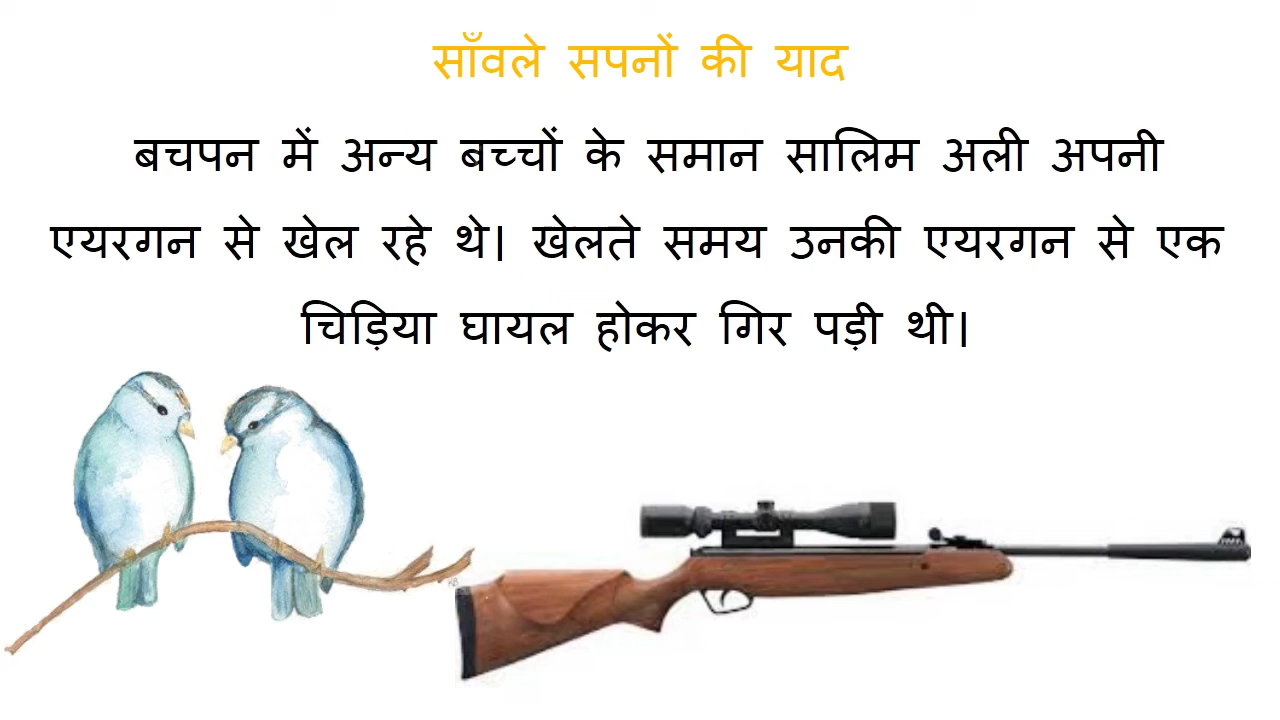 साँवले सपनों की याद
बचपन में अन्य बच्चों के समान सालिम अली अपनी
एयरगन से खेल रहे थे। खेलते समय उनकी एयरगन से एक
चिड़िया घायल होकर गिर पड़ी थी।